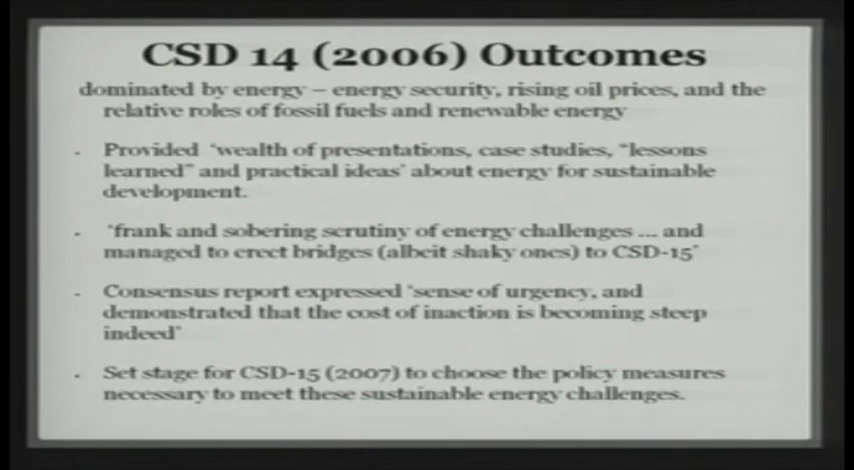 CSD 14 (2006) Outcomes
dominated by energy – energy security, rising oil prices, and the
relative roles of fossil fuels and renewable energy
- Provided 'wealth of presentations, case studies, "lessons
learned" and practical ideas' about energy for sustainable
development.
- 'frank and sobering scrutiny of energy challenges ... and
managed to erect bridges (albeit shaky ones) to CSD-15'
- Consensus report expressed 'sense of urgency, and
demonstrated that the cost of inaction is becoming steep
indeed'
- Set stage for CSD-15 (2007) to choose the policy measures
necessary to meet these sustainable energy challenges.